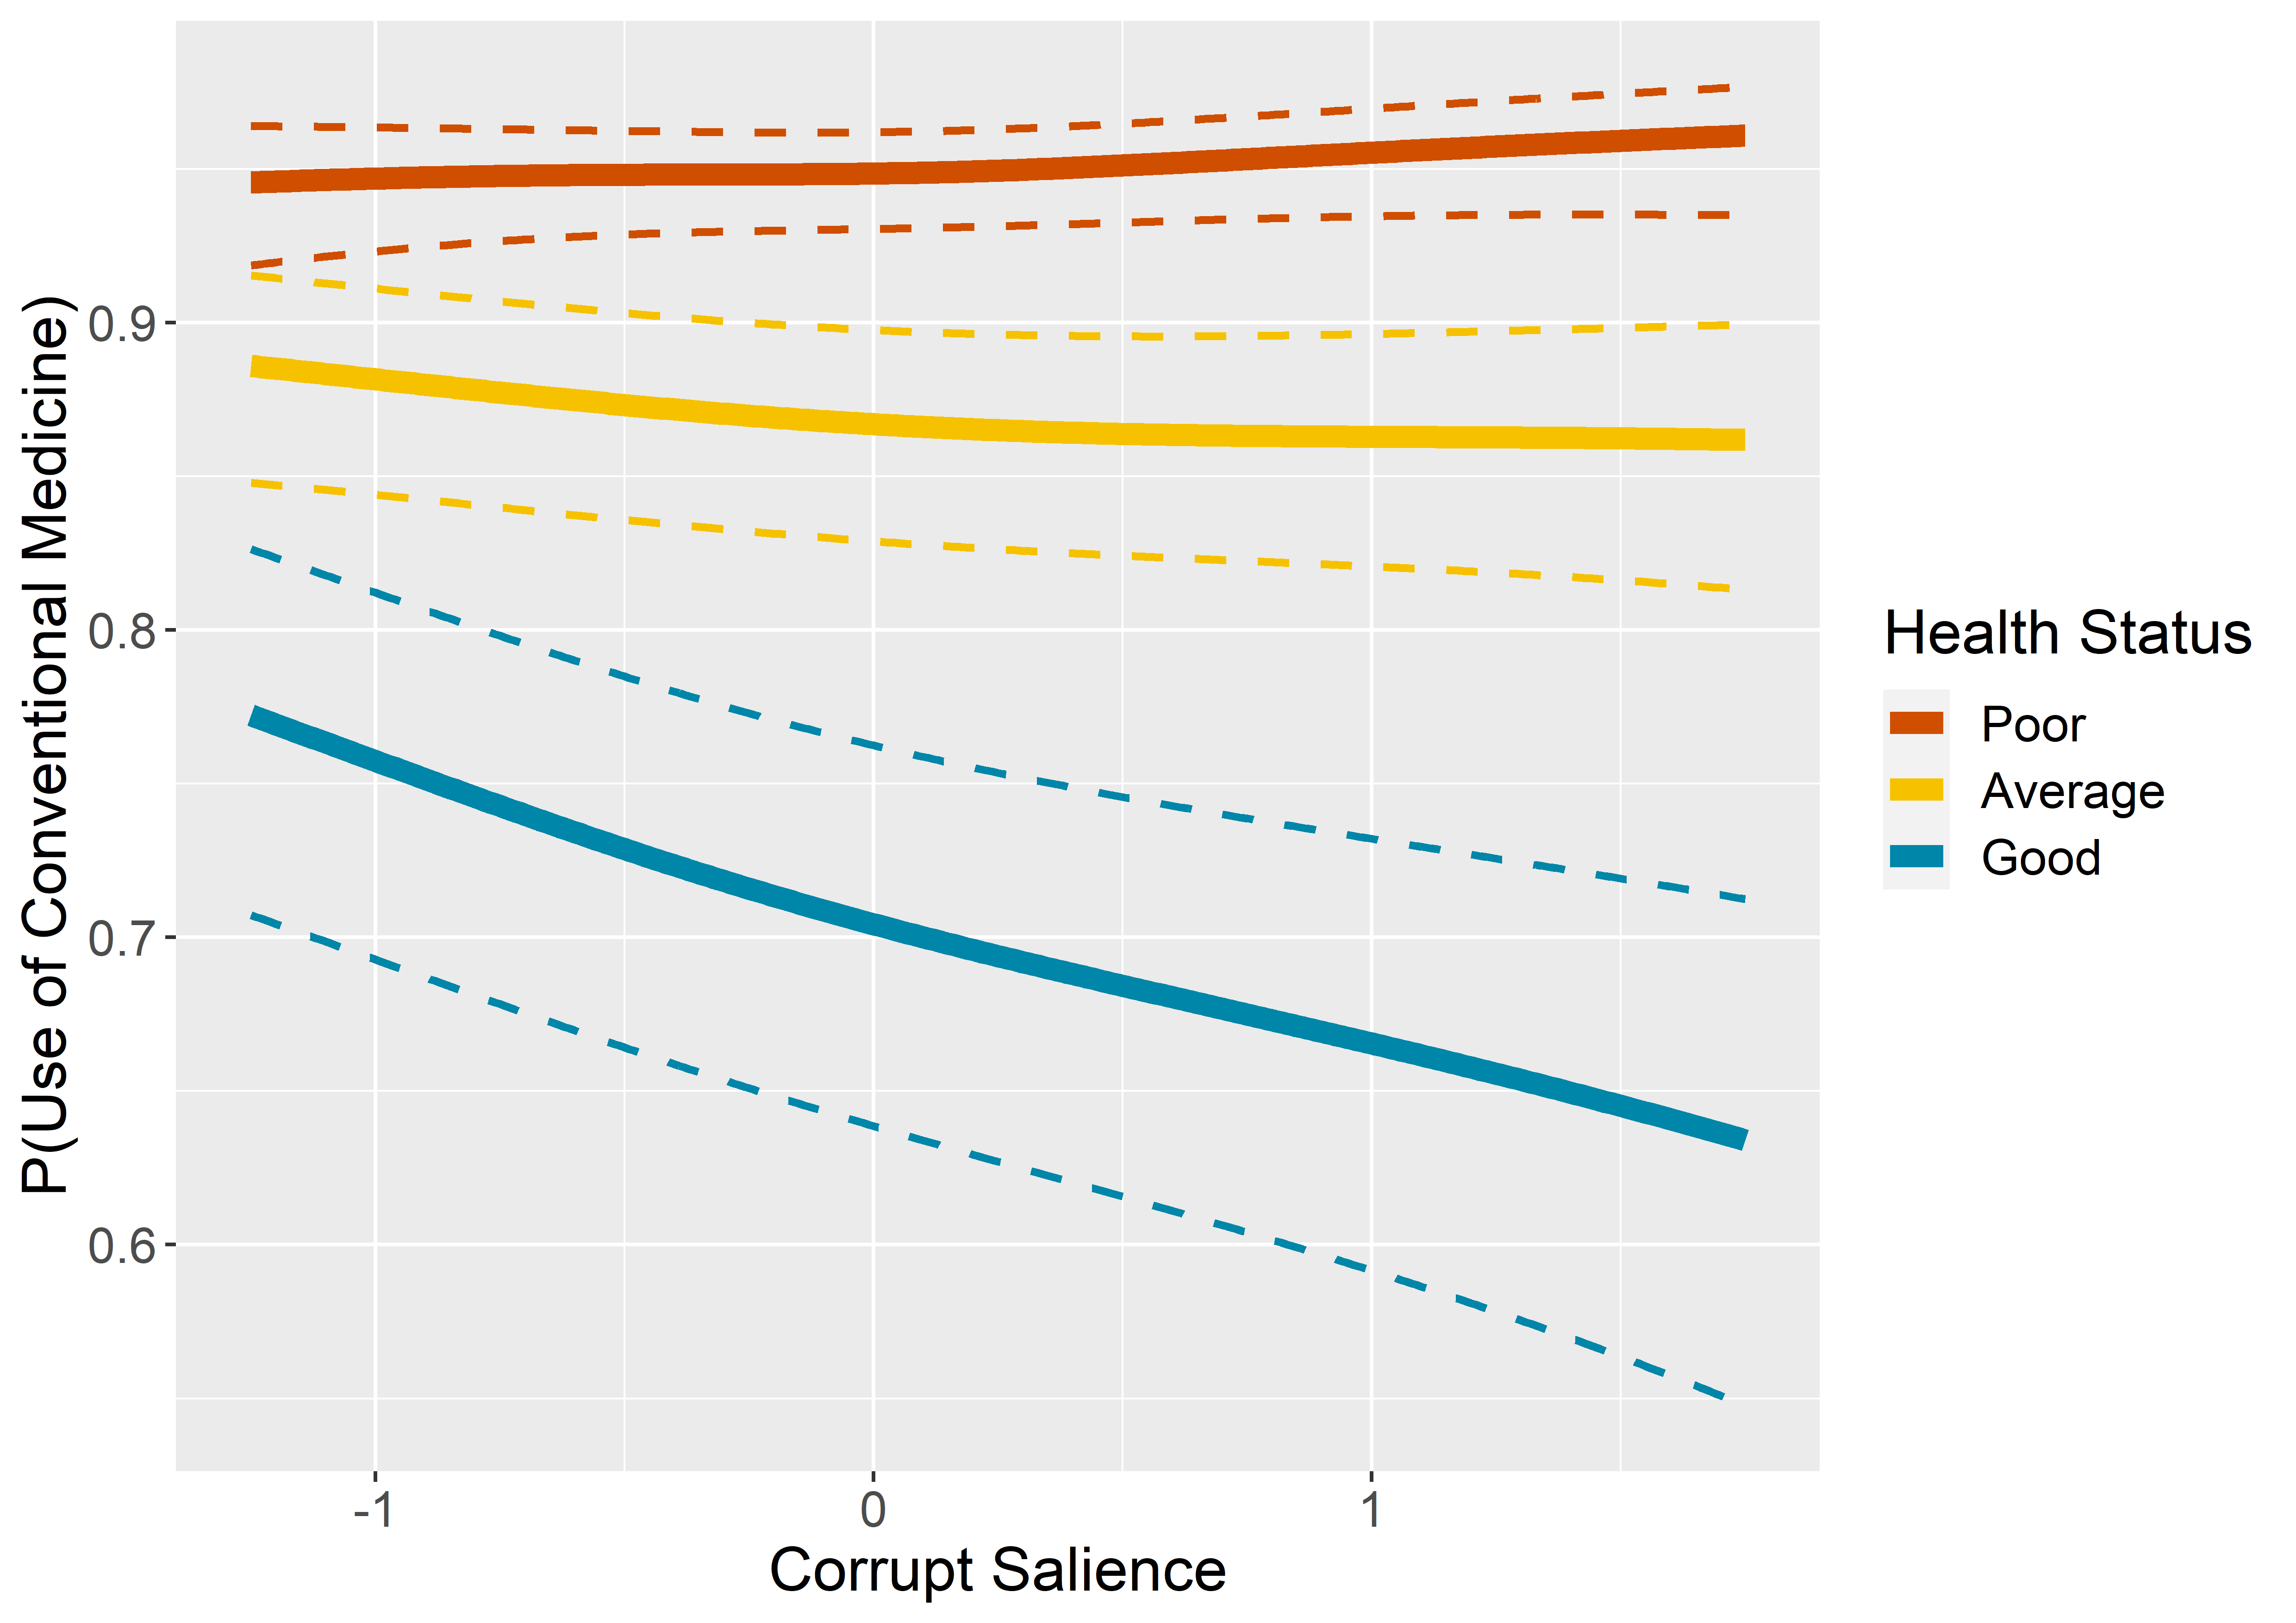 P(Use of Conventional Medicine)
0.9
0.8
0.7
0.6
-1 0 1
Corrupt Salience
Health Status
Poor
Average
Good